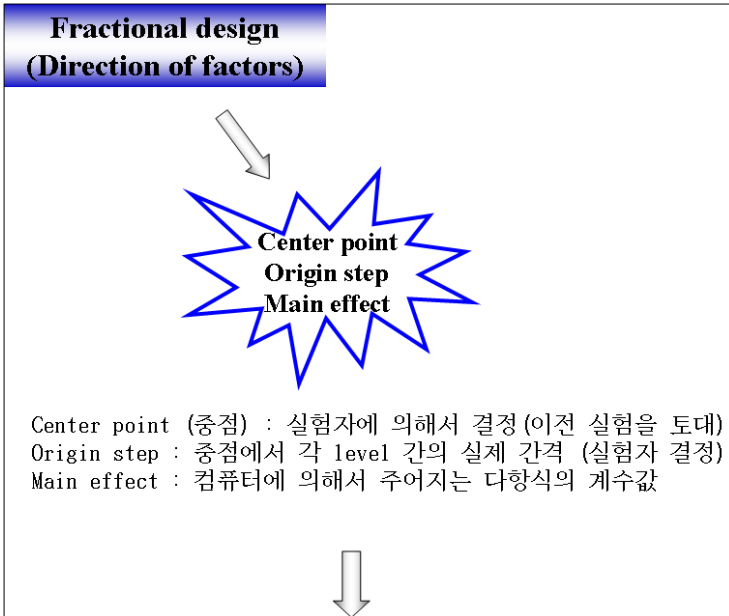 Fractional design
(Direction of factors)
Center point
Origin step
Main effect
Center point (중점) : 실험자에 의해서 결정(이전 실험을 토대)
Origin step : 중점에서 각 level 간의 실제 간격 (실험자 결정)
Main effect : 컴퓨터에 의해서 주어지는 다항식의 계수값